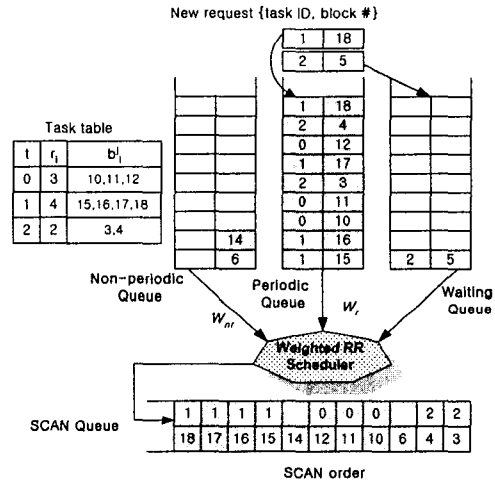 New request {task ID, block #}
1 18
2 5
Task table
t ri bji
0 3 10,11,12
1 4 15,16,17,18
2 2 3,4
14
6
1 18
2 4
0 12
1 17
2 3
0 11
0 10
1 16
1 15
2 5
Non-periodic Queue
Periodic Queue
Waiting Queue
Wnr
Wr
Weighted RR
Scheduler
SCAN Queue
1 1 1 1 0 0 0 2 2
18 17 16 15 14 12 11 10 6 4 3
SCAN order